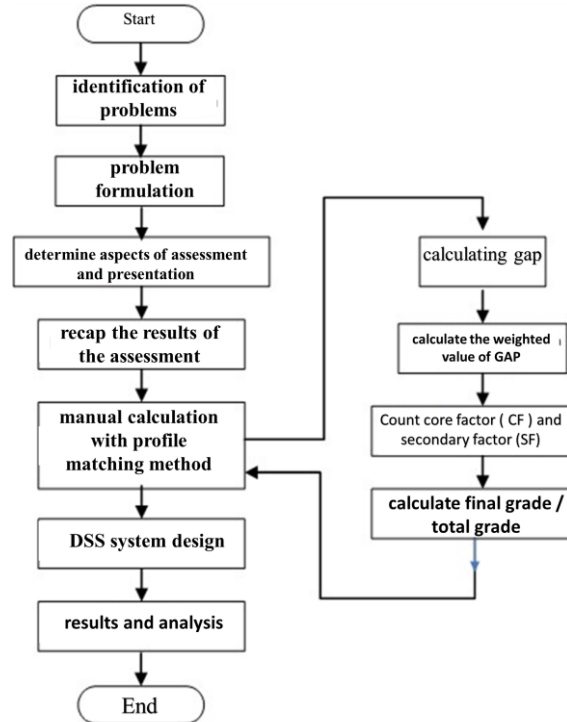 Start
identification of
problems
problem
formulation
determine aspects of assessment
and presentation
recap the results of
the assessment
manual calculation
with profile
matching method
DSS system design
results and analysis
End
calculating gap
calculate the weighted
value of GAP
Count core factor ( CF ) and
secondary factor (SF)
calculate final grade /
total grade